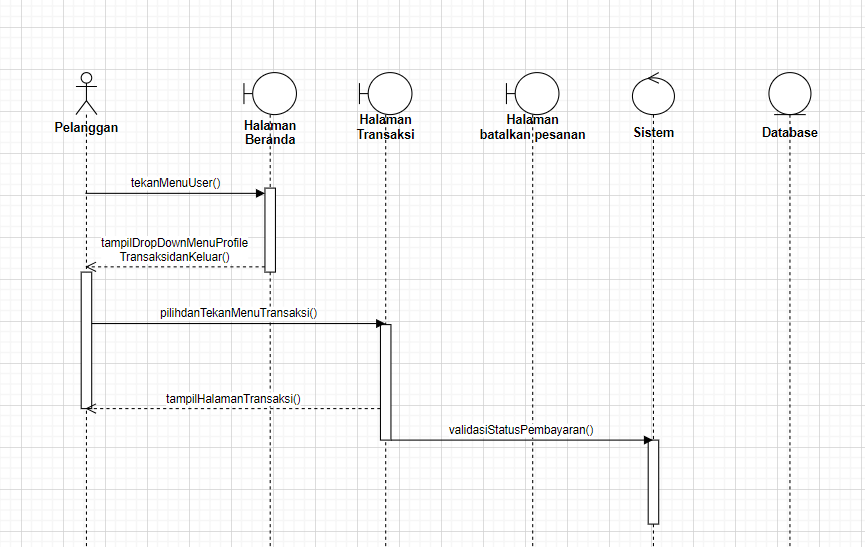 Pelanggan
Halaman
Beranda
Halaman
Transaksi
Halaman
batalkan pesanan
Sistem
Database
tekanMenuUser()
tampilDropDownMenuProfile
TransaksidanKeluar()
pilihdanTekanMenuTransaksi()
tampilHalamanTransaksi()
validasiStatusPembayaran()